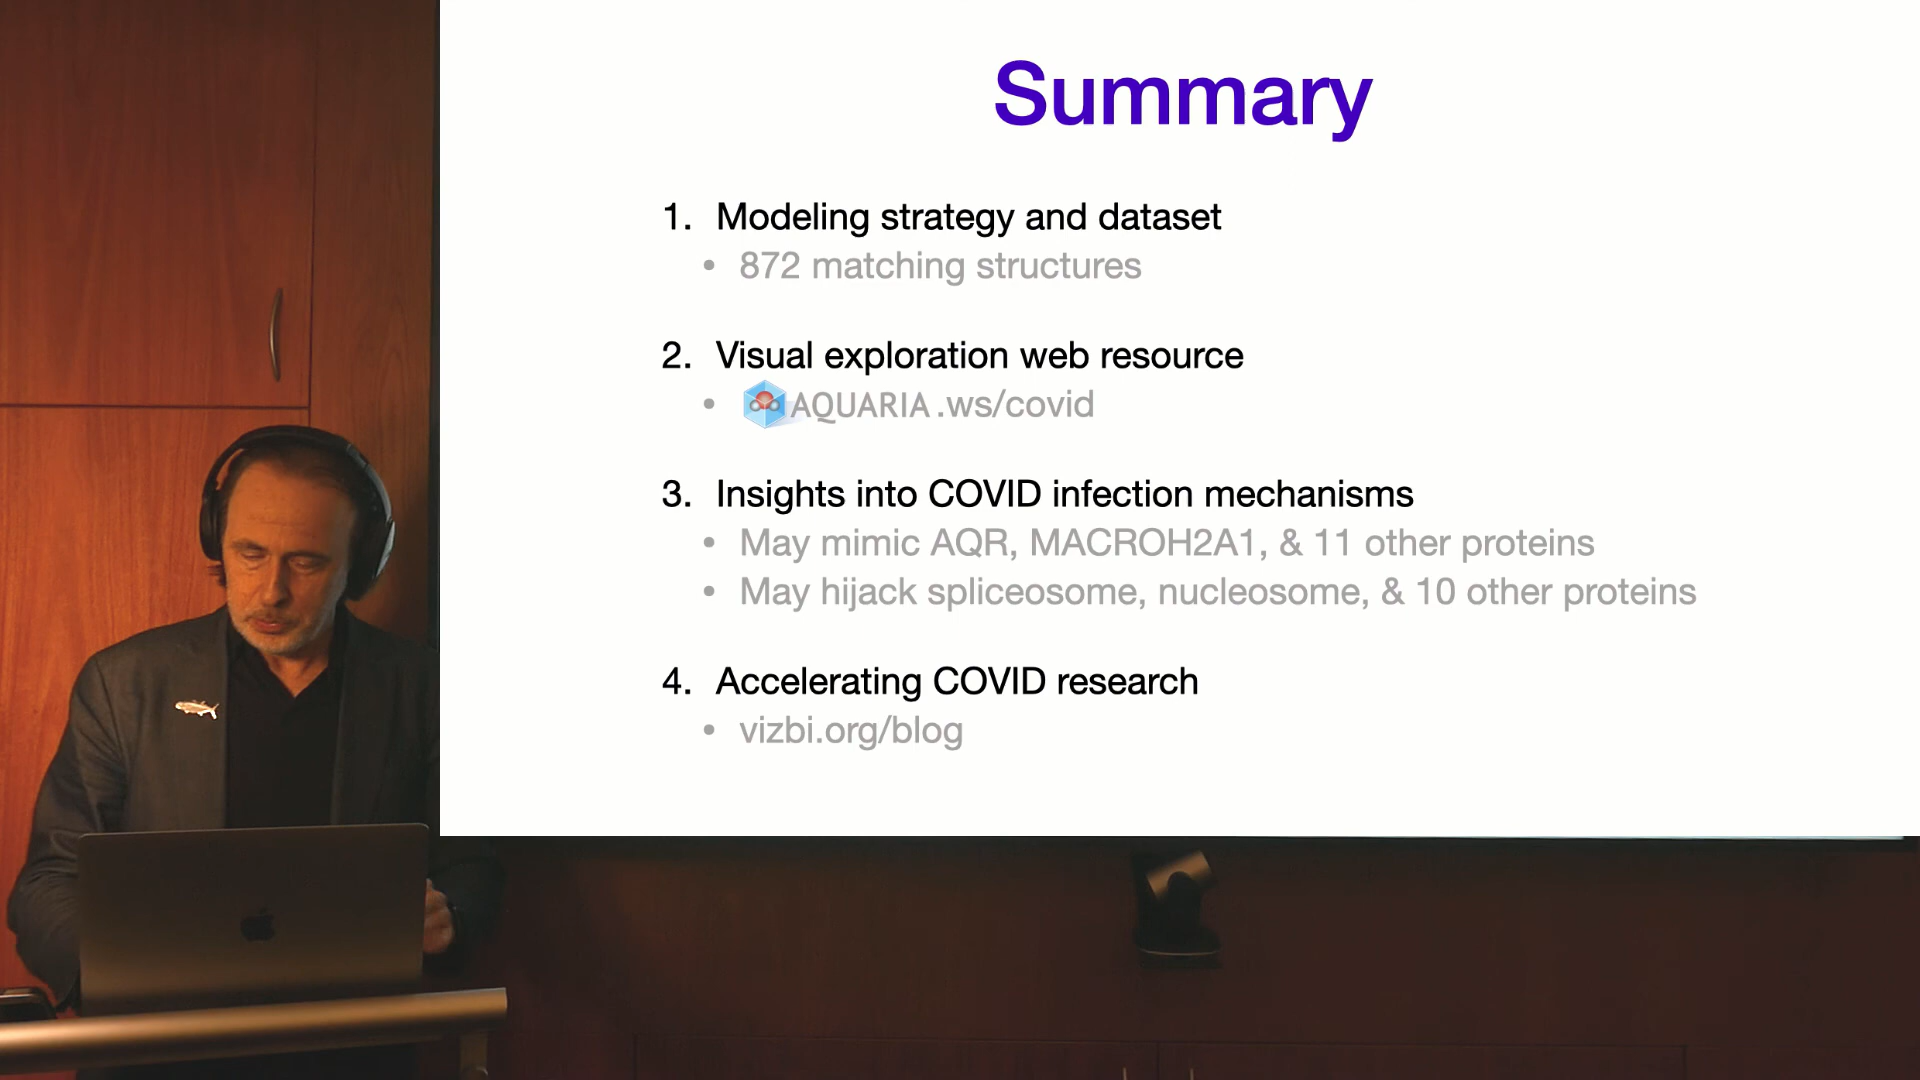 Summary
1. Modeling strategy and dataset
• 872 matching structures
2. Visual exploration web resource
• AQUARIA .ws/covid
3. Insights into COVID infection mechanisms
• May mimic AQR, MACROH2A1, & 11 other proteins
• May hijack spliceosome, nucleosome, & 10 other proteins
4. Accelerating COVID research
• vizbi.org/blog